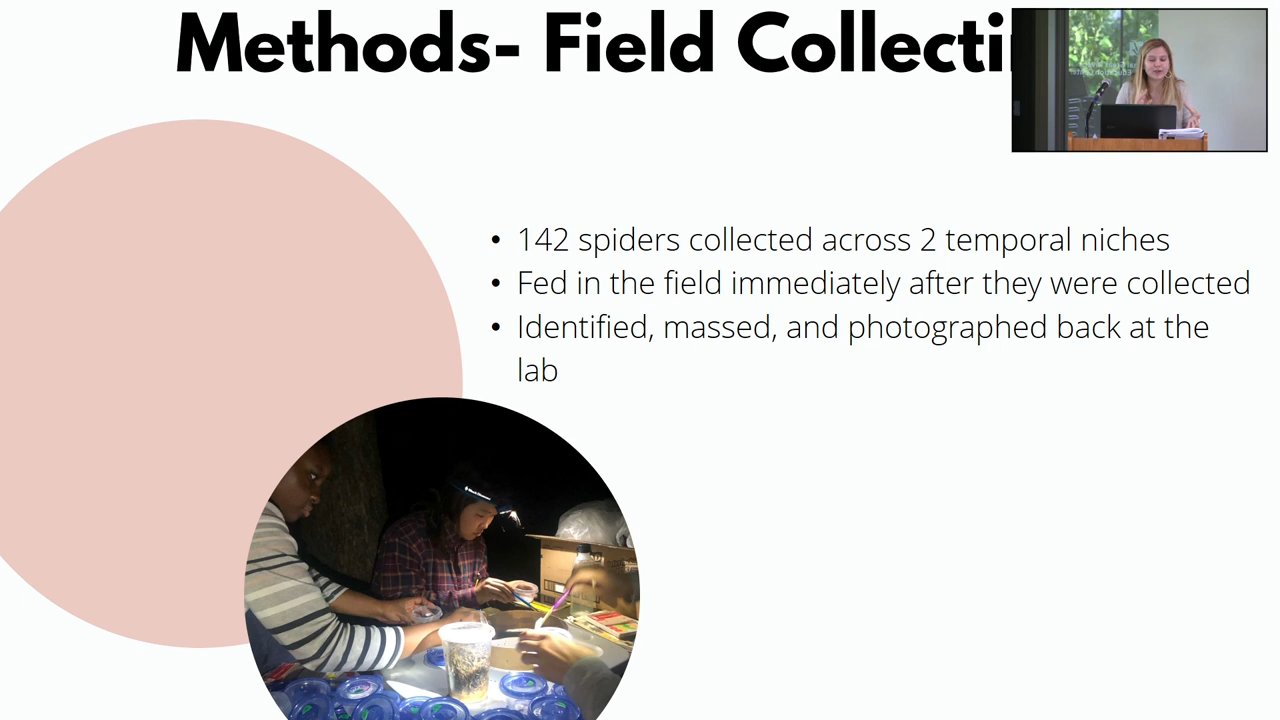 Methods- Field Collecti
• 142 spiders collected across 2 temporal niches
• Fed in the field immediately after they were collected
• Identified, massed, and photographed back at the
lab